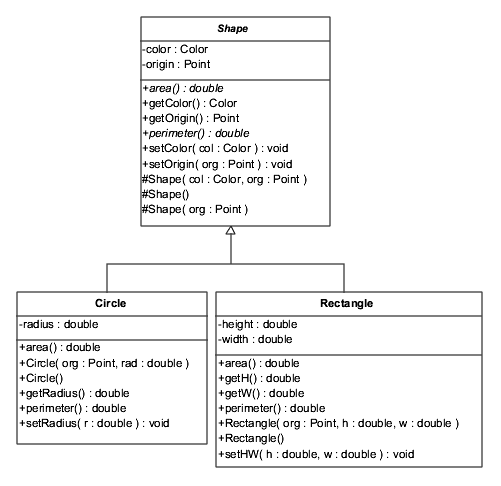 Shape
-color : Color
-origin : Point
+area() : double
+getColor() : Color
+getOrigin() : Point
+perimeter() : double
+setColor( col : Color ) : void
+setOrigin( org : Point ) : void
#Shape( col : Color, org : Point )
#Shape()
#Shape( org : Point )
Circle
-radius : double
+area() : double
+Circle( org : Point, rad : double )
+Circle()
+getRadius() : double
+perimeter() : double
+setRadius( r : double ) : void
Rectangle
-height : double
-width : double
+area() : double
+getH() : double
+getW() : double
+perimeter() : double
+Rectangle( org : Point, h : double, w : double )
+Rectangle()
+setHW( h : double, w : double ) : void